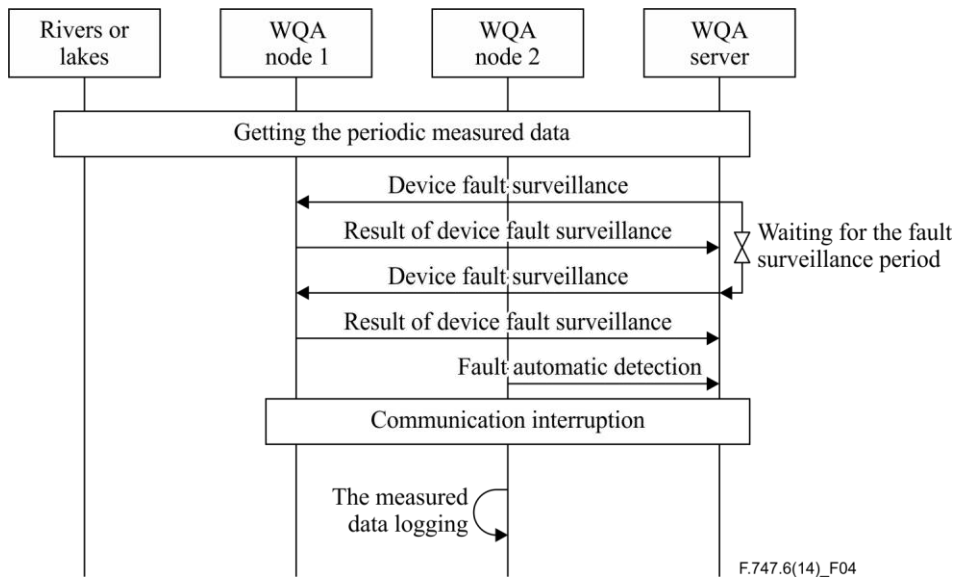 Rivers or
lakes
WQA
node 1
WQA
node 2
WQA
server
Getting the periodic measured data
Device fault surveillance
Result of device fault surveillance
Waiting for the fault
surveillance period
Device fault surveillance
Result of device fault surveillance
Fault automatic detection
Communication interruption
The measured
data logging
F.747.6(14)_F04